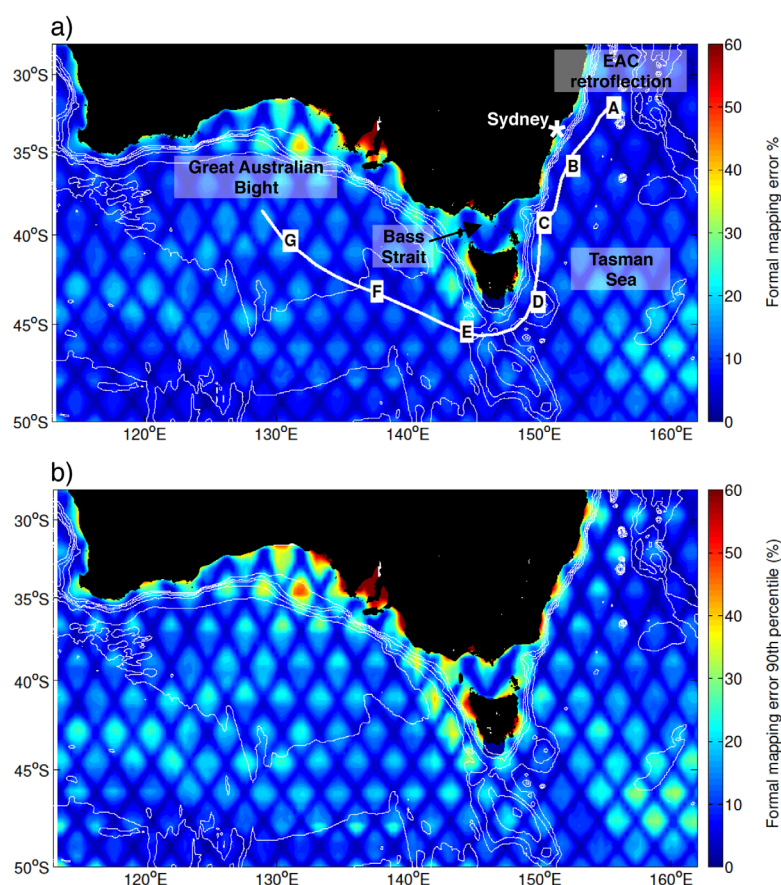 a)
EAC
retroflection
A
Sydney
*
B
Great Australian
Bight
C
Bass
Strait
G
Tasman
Sea
F
D
E
30°S
35°S
40°S
45°S
50°S
120°E
130°E
140°E
150°E
160°E
60
50
40
30
20
10
0
Formal mapping error %
b)
30°S
35°S
40°S
45°S
50°S
120°E
130°E
140°E
150°E
160°E
60
50
40
30
20
10
0
Formal mapping error 90th percentile (%)